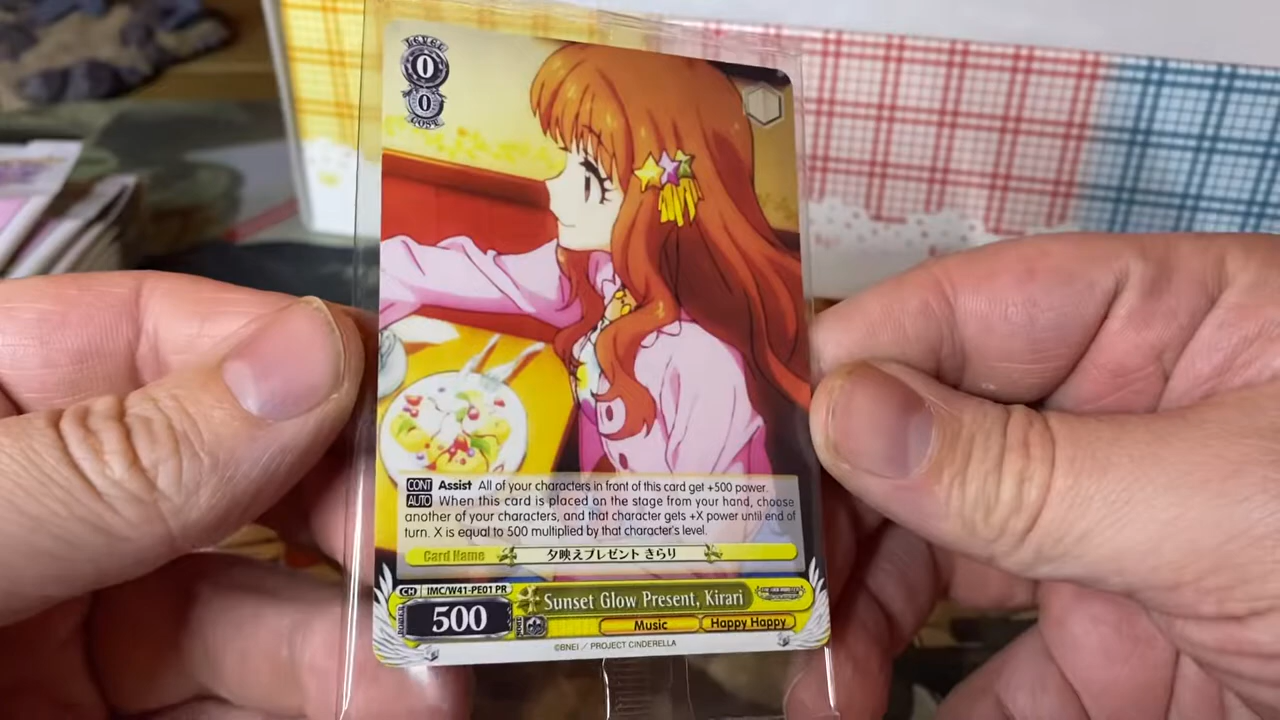 LEVEL
0
0
COST
CONT Assist All of your characters in front of this card get +500 power.
AUTO When this card is placed on the stage from your hand, choose
another of your characters, and that character gets +X power until end of
turn. X is equal to 500 multiplied by that character's level.
Card Name 夕映えプレゼント きらり
CH IMC/W41-PE01 PR
Sunset Glow Present, Kirari
POWER 500 SOUL
Music Happy Happy
©BNEI / PROJECT CINDERELLA